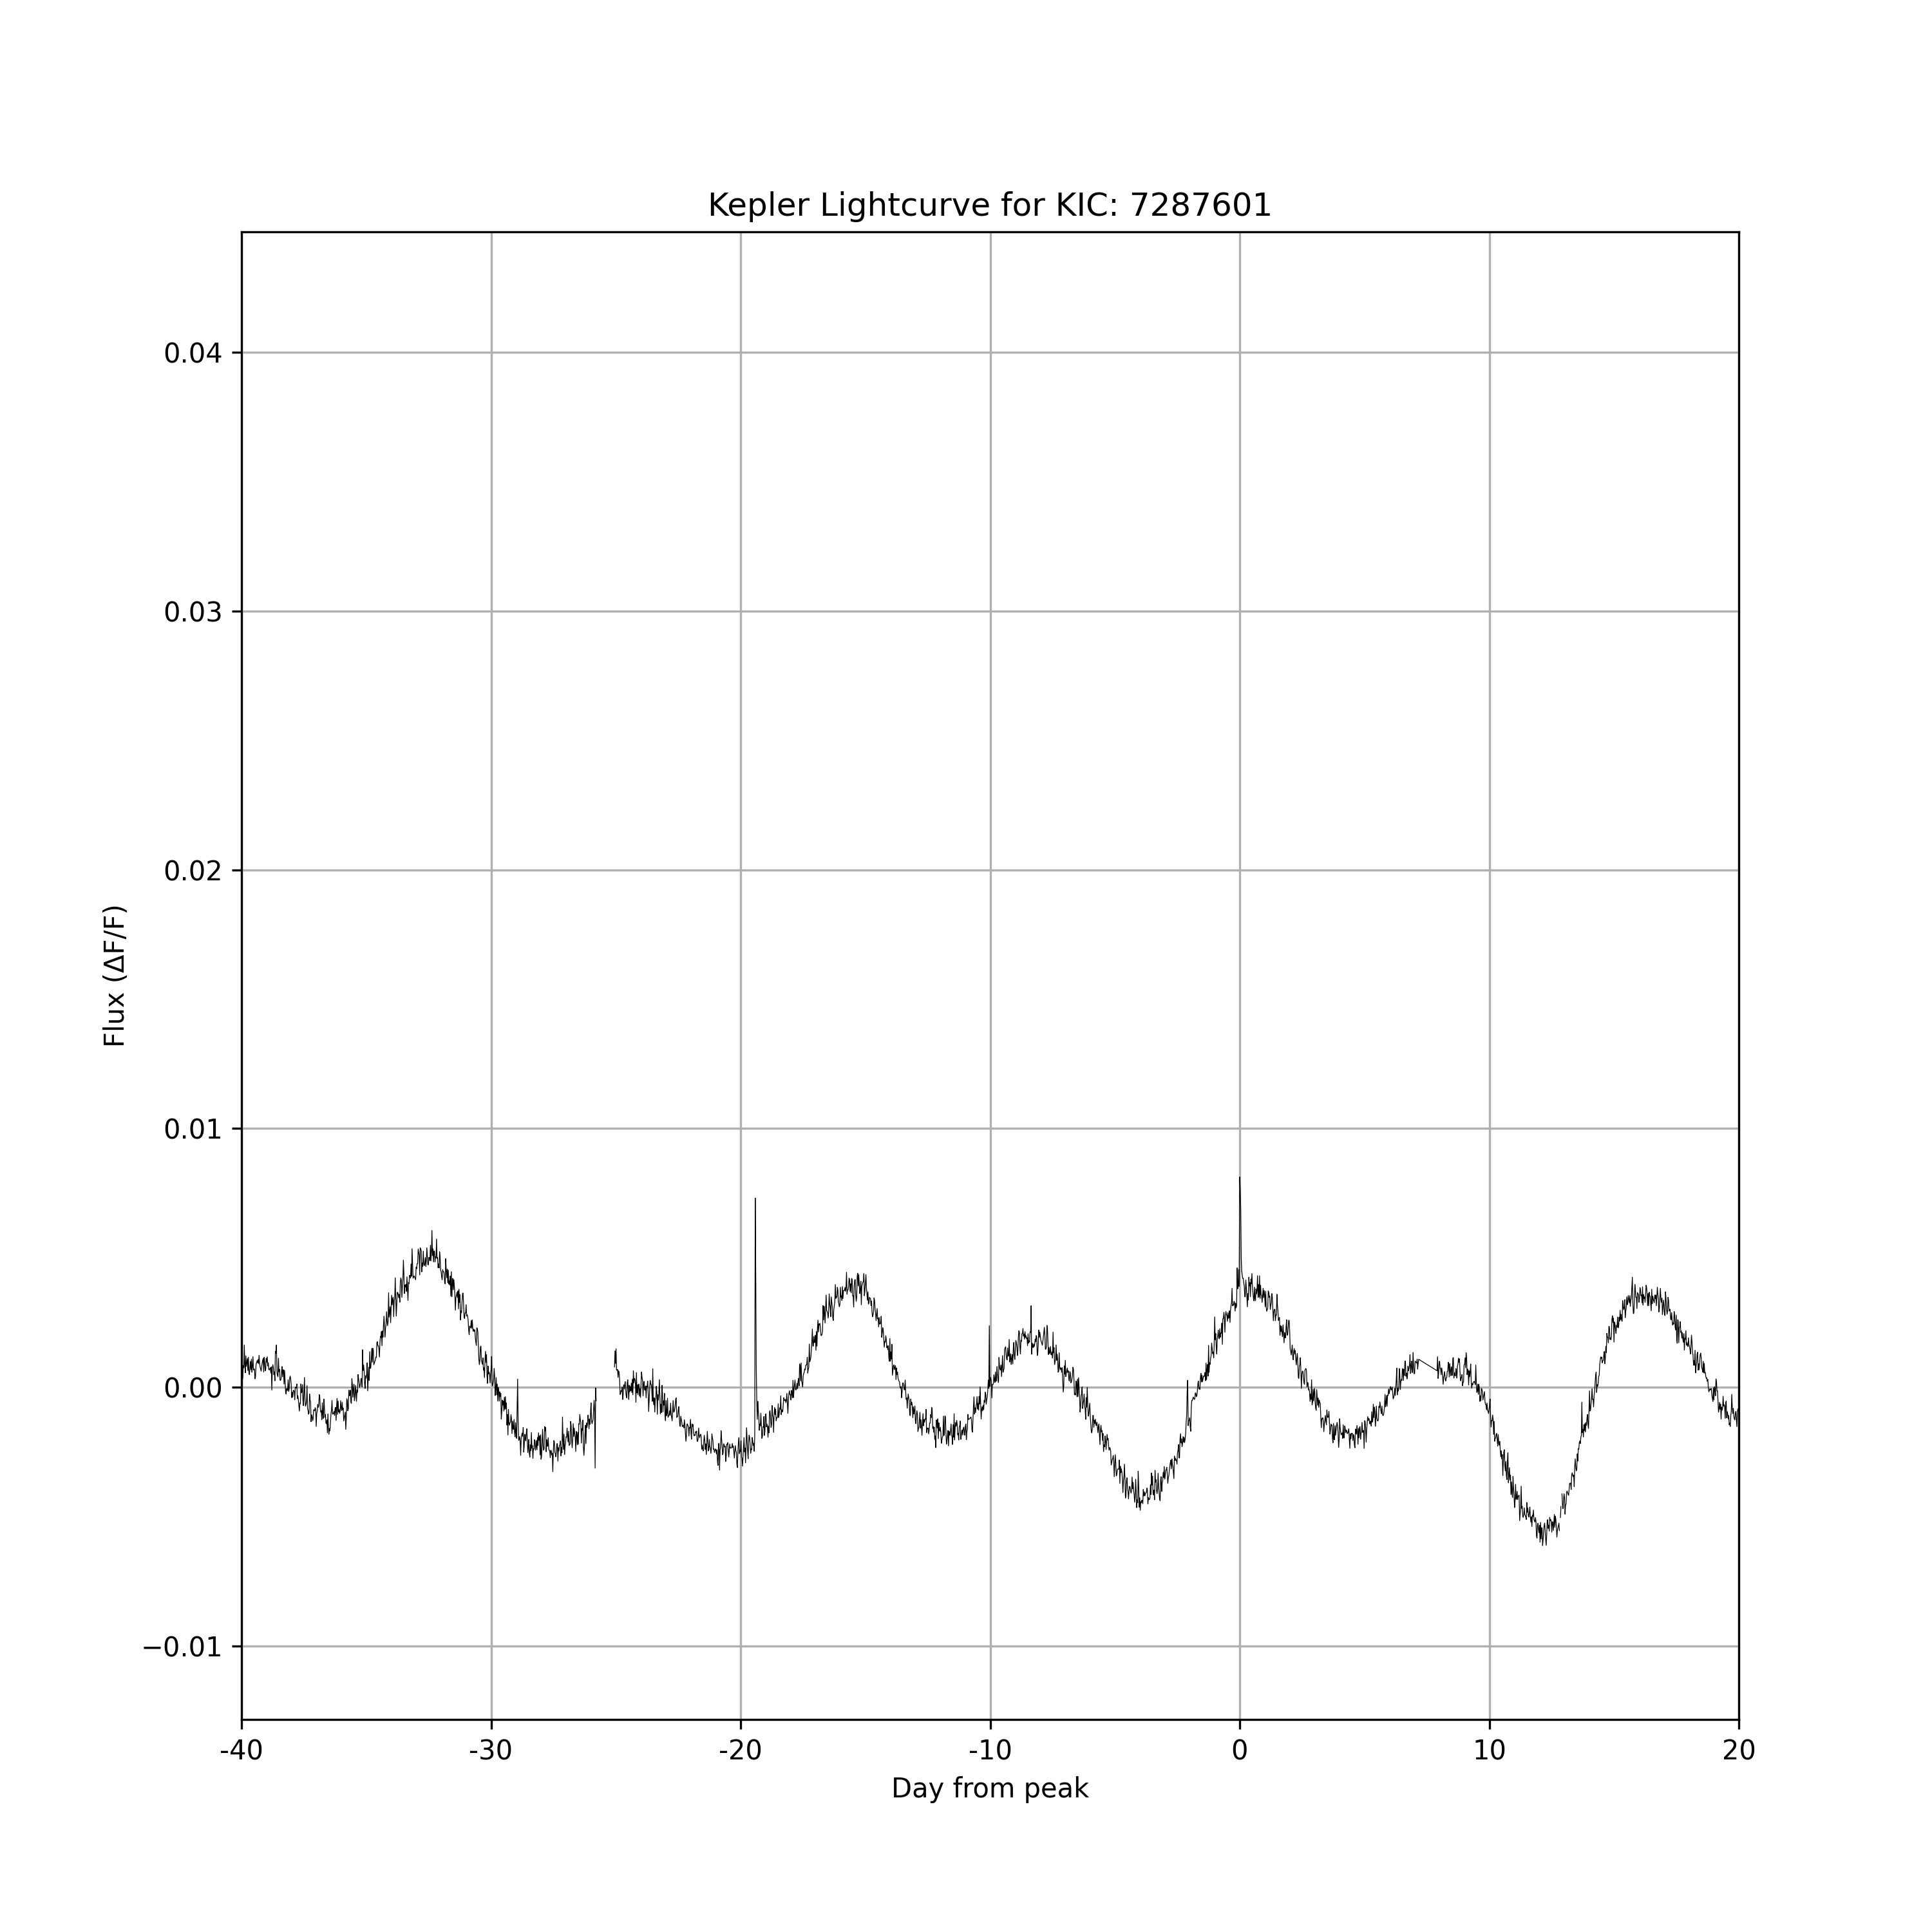 Kepler Lightcurve for KIC: 7287601
0.04
0.03
0.02
0.01
0.00
−0.01
Flux (ΔF/F)
-40 -30 -20 -10 0 10 20
Day from peak